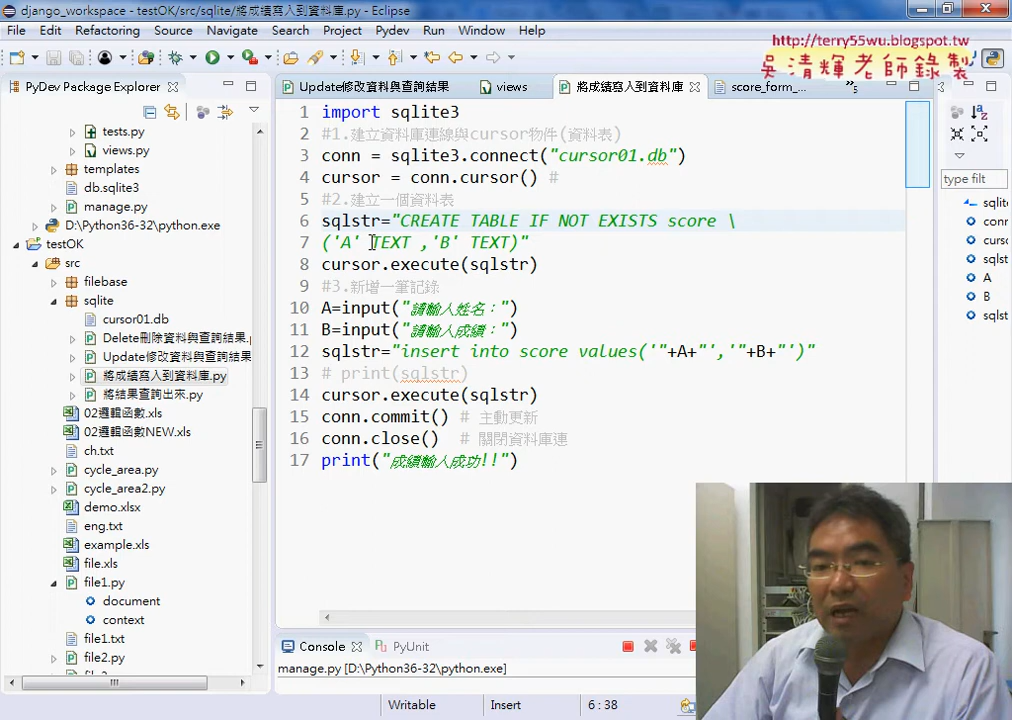 django_workspace - testOK/src/sqlite/將成績寫入到資料庫.py - Eclipse
File Edit Refactoring Source Navigate Search Project Pydev Run Window Help
http://terry55wu.blogspot.tw
吳清輝老師錄製
PyDev Package Explorer
Update修改資料與查詢結果
views
將成績寫入到資料庫
score_form_...
»5
tests.py
views.py
templates
db.sqlite3
manage.py
D:\Python36-32\python.exe
testOK
src
filebase
sqlite
cursor01.db
Delete刪除資料與查詢結果.
Update修改資料與查詢結果
將成績寫入到資料庫.py
將結果查詢出來.py
02邏輯函數.xls
02邏輯函數NEW.xls
ch.txt
cycle_area.py
cycle_area2.py
demo.xlsx
eng.txt
example.xls
file.xls
file1.py
document
context
file1.txt
file2.py
1 import sqlite3
2 #1.建立資料庫連線與cursor物件(資料表)
3 conn = sqlite3.connect("cursor01.db")
4 cursor = conn.cursor() #
5 #2.建立一個資料表
6 sqlstr="CREATE TABLE IF NOT EXISTS score \
7 ('A' TEXT ,'B' TEXT)"
8 cursor.execute(sqlstr)
9 #3.新增一筆記錄
10 A=input("請輸入姓名：")
11 B=input("請輸入成績：")
12 sqlstr="insert into score values('"+A+"','"+B+"')"
13 # print(sqlstr)
14 cursor.execute(sqlstr)
15 conn.commit() # 主動更新
16 conn.close() # 關閉資料庫連
17 print("成績輸入成功!!")
type filt
sqlite
conn
curso
sqlst
A
B
sqlst
Console
PyUnit
manage.py [D:\Python36-32\python.exe]
Writable
Insert
6 : 38